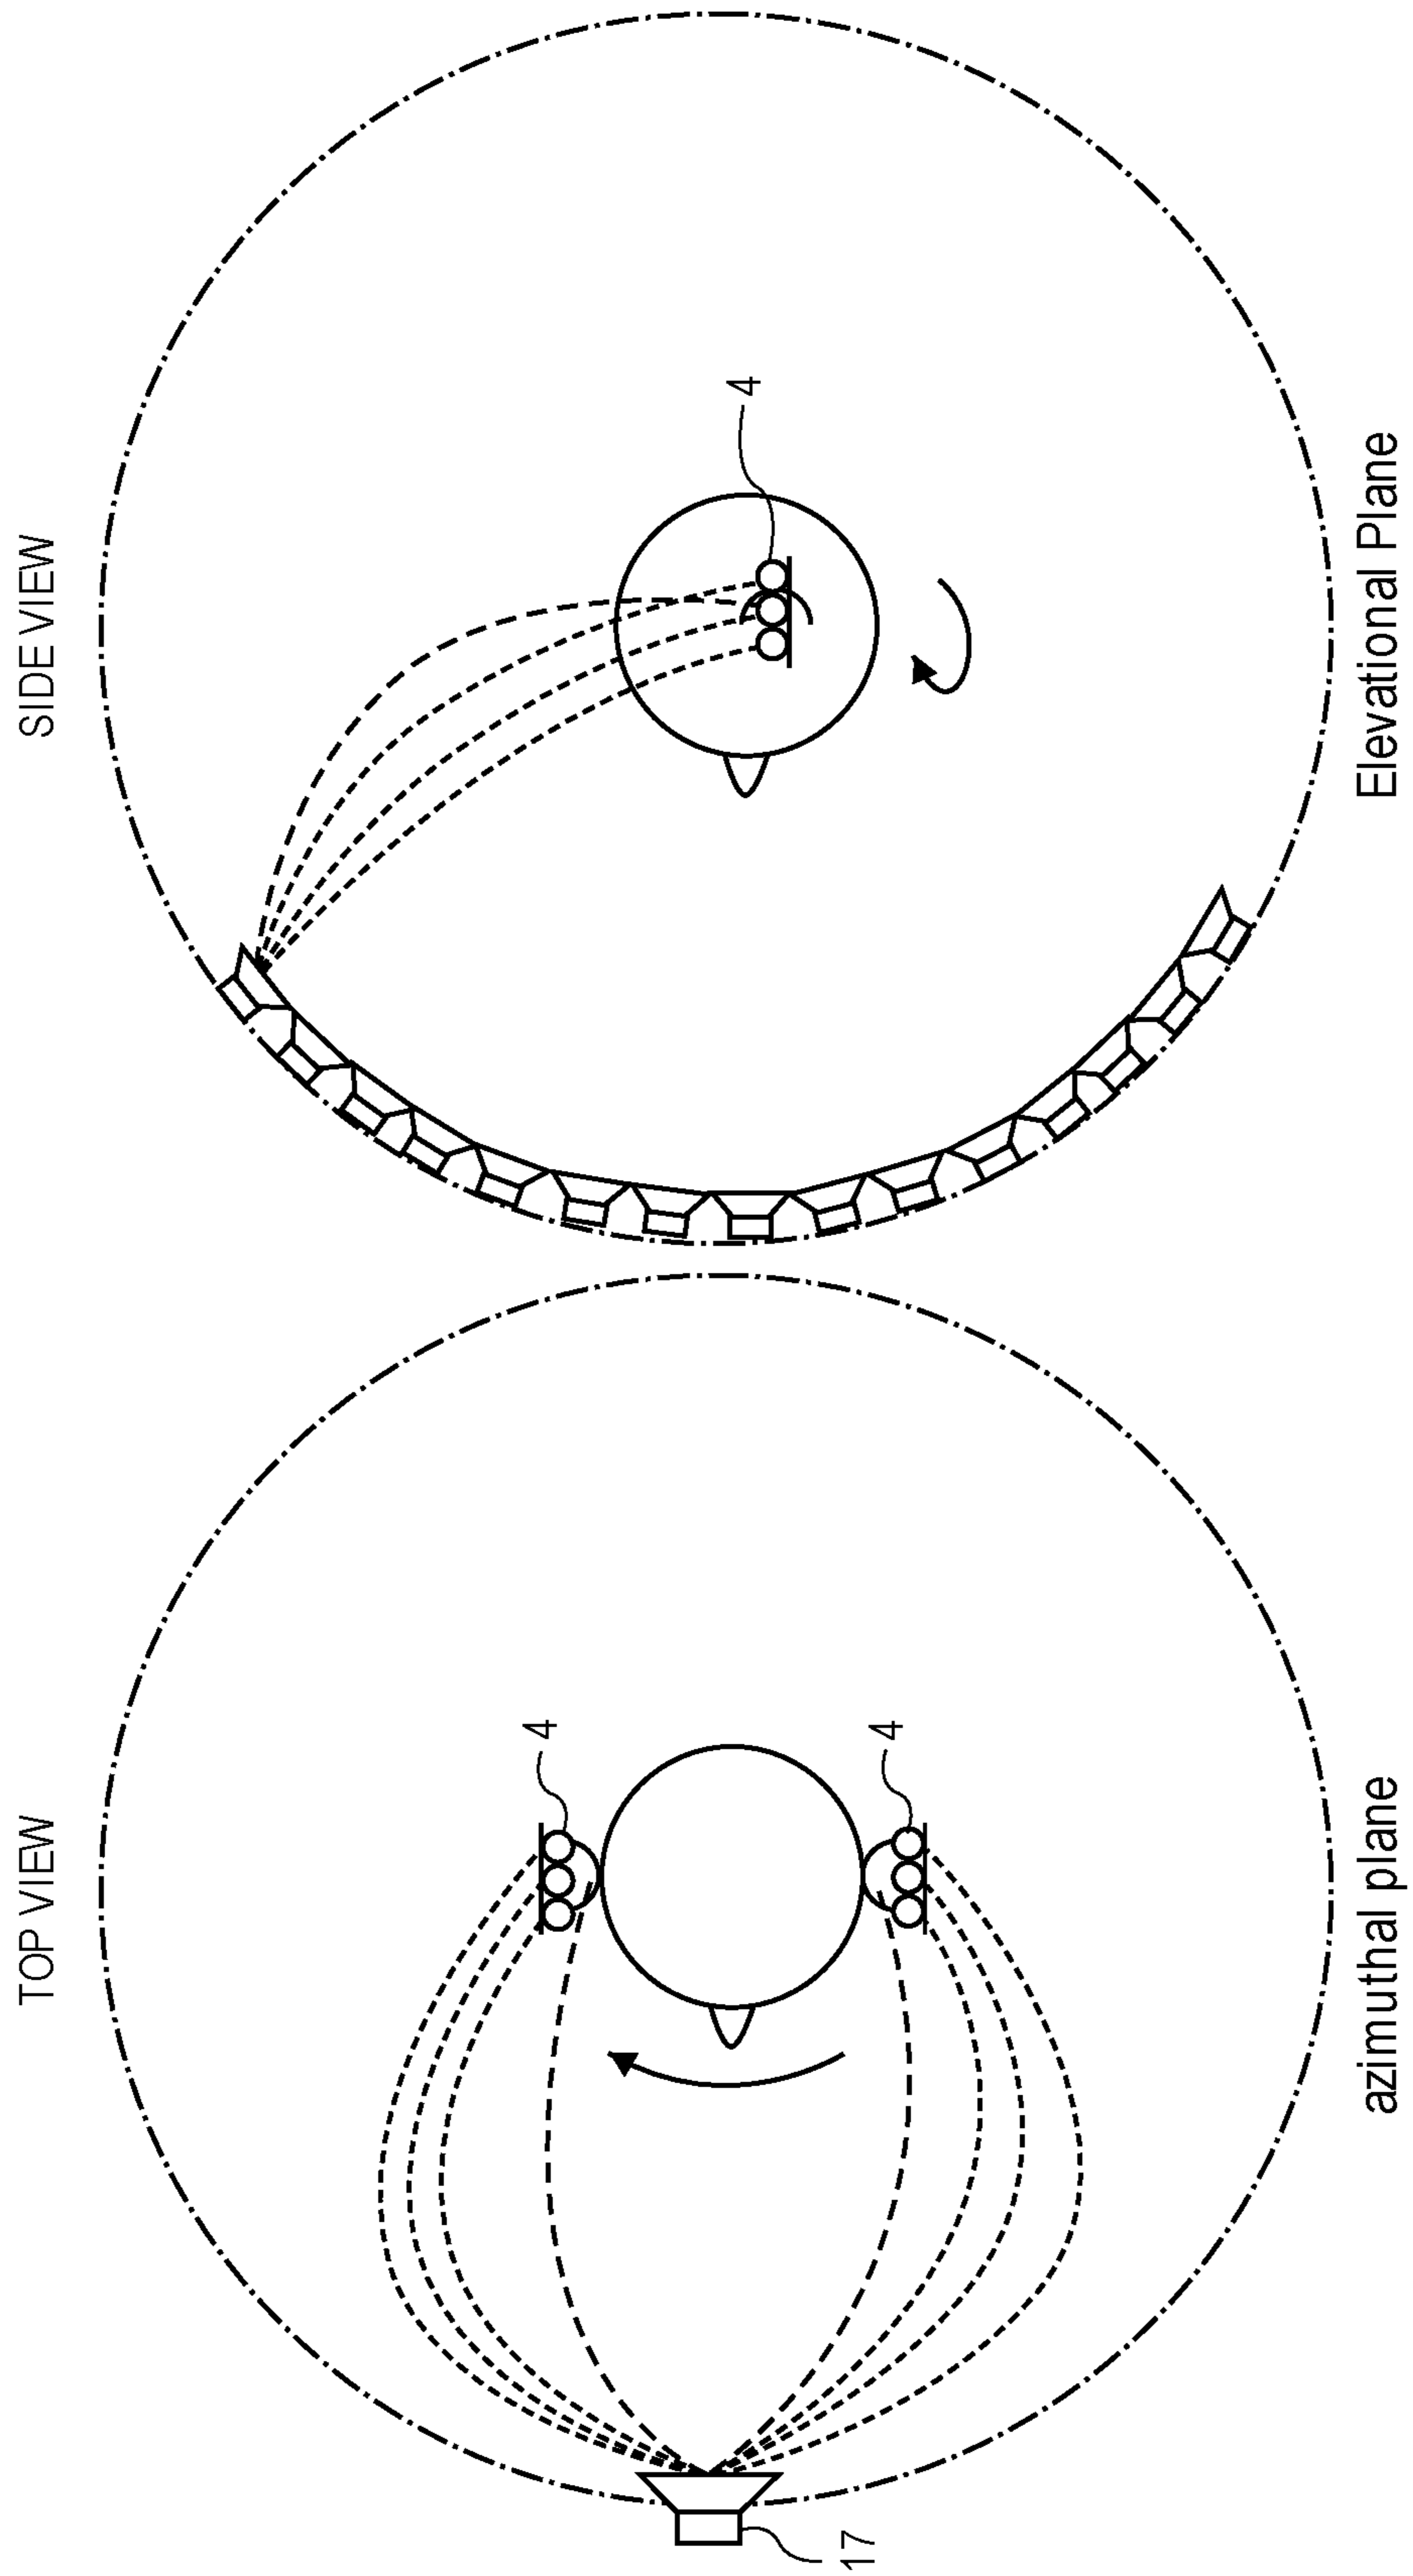 TOP VIEW
4
4
17
azimuthal plane
SIDE VIEW
4
Elevational Plane